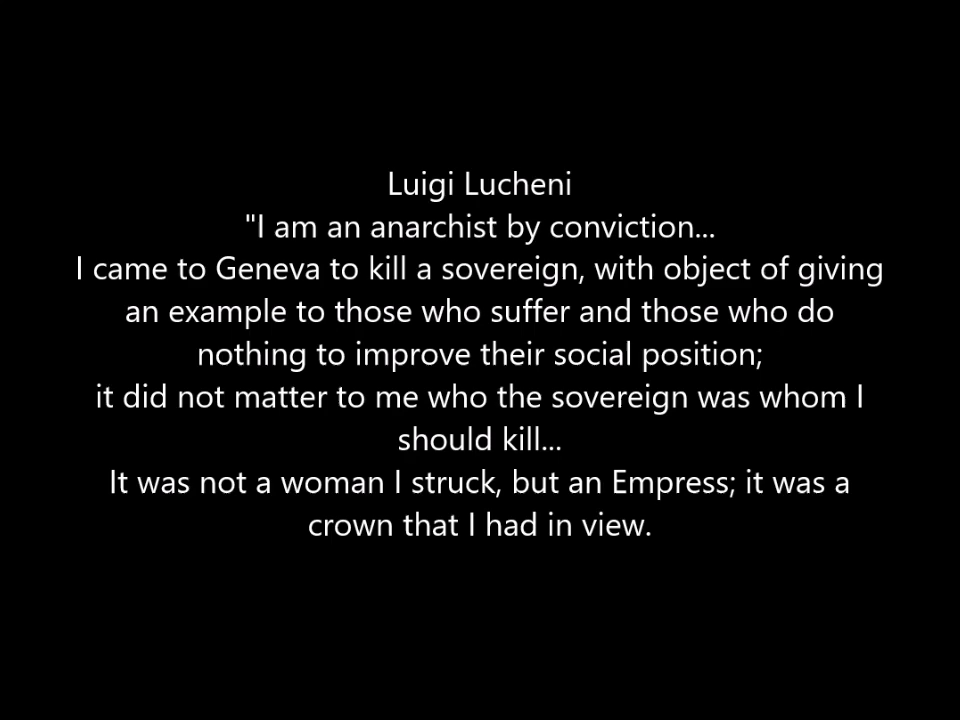 Luigi Lucheni
"I am an anarchist by conviction...
I came to Geneva to kill a sovereign, with object of giving
an example to those who suffer and those who do
nothing to improve their social position;
it did not matter to me who the sovereign was whom I
should kill...
It was not a woman I struck, but an Empress; it was a
crown that I had in view.